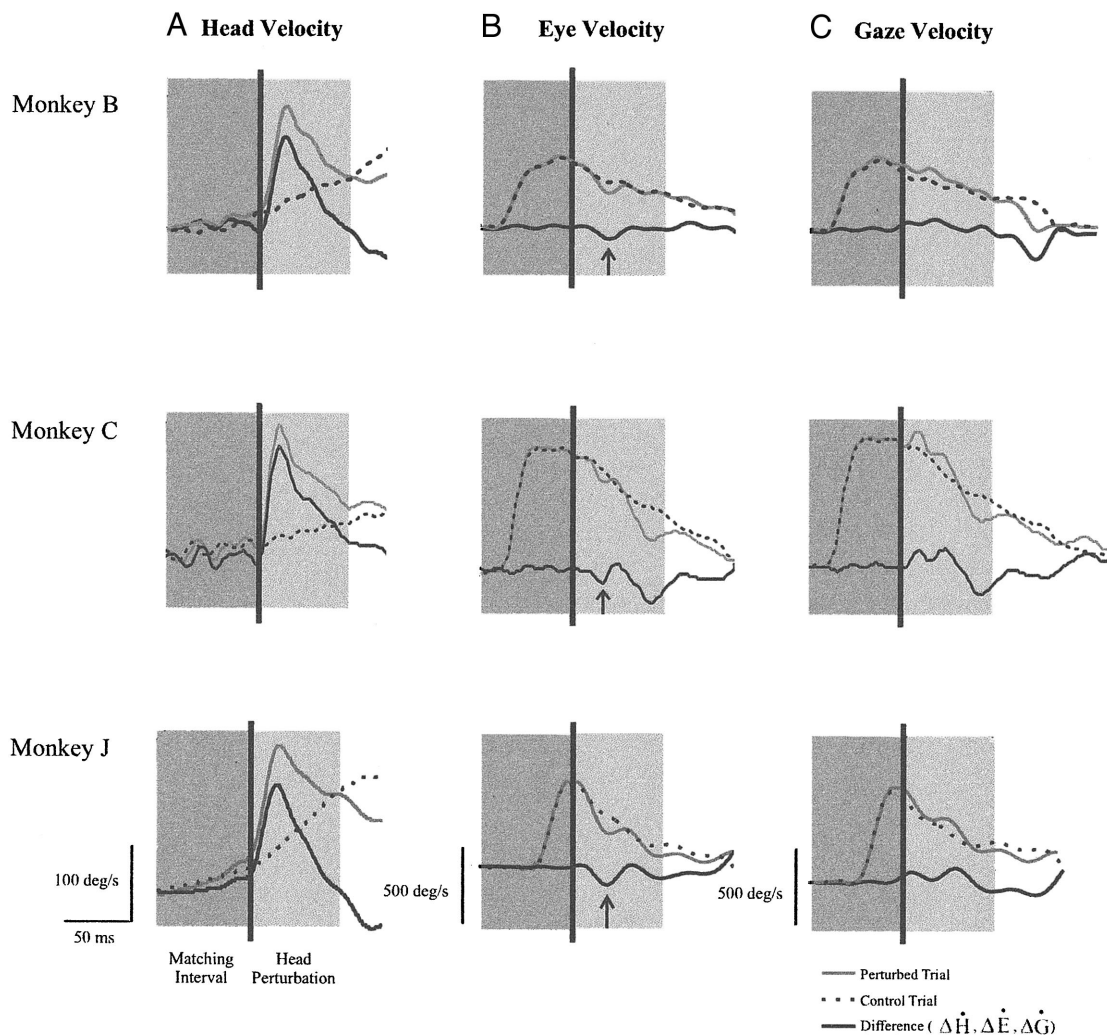 A Head Velocity
B Eye Velocity
C Gaze Velocity
Monkey B
Monkey C
Monkey J
100 deg/s
50 ms
500 deg/s
500 deg/s
Matching
Interval
Head
Perturbation
Perturbed Trial
Control Trial
Difference ( ΔḢ, ΔĖ, ΔĠ)